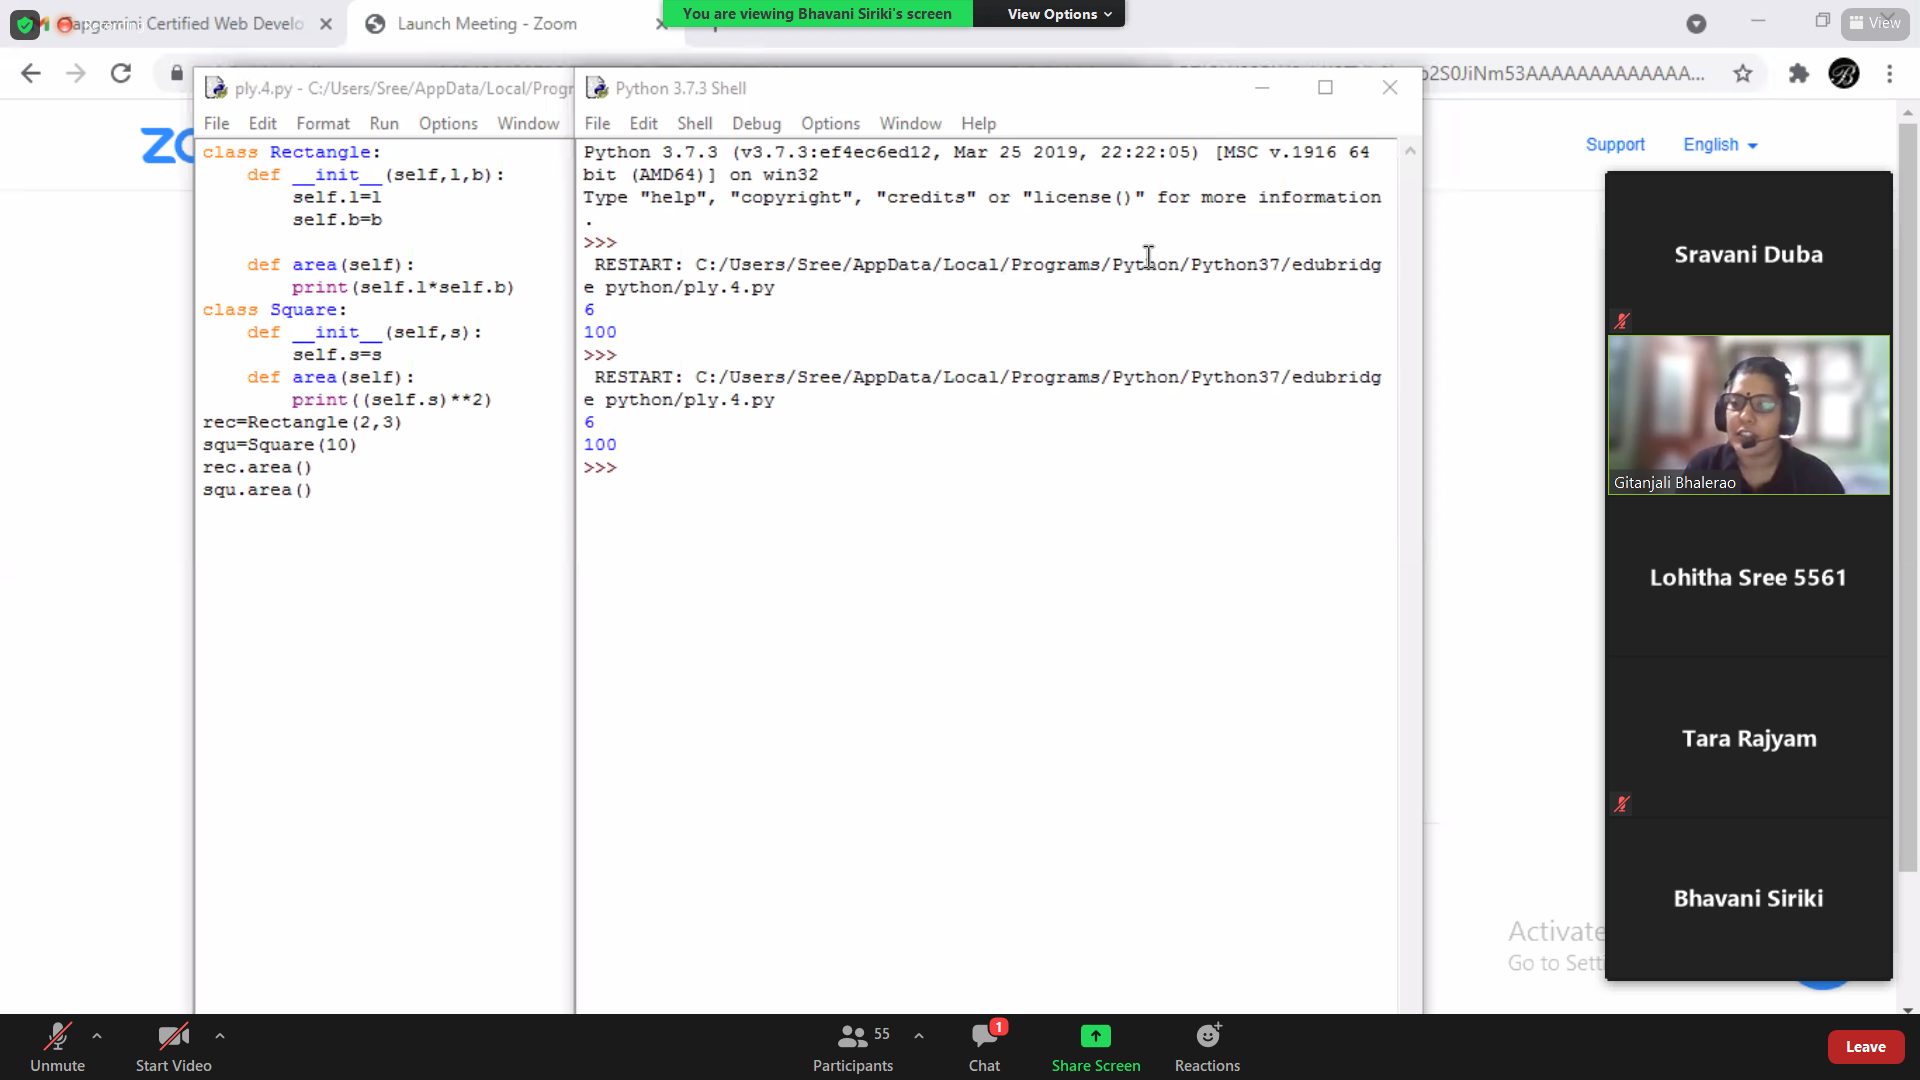 apgemini Certified Web Develo
Launch Meeting - Zoom
You are viewing Bhavani Siriki's screen
View Options
View
2S0JiNm53AAAAAAAAAAAAA...
ply.4.py - C:/Users/Sree/AppData/Local/Progr
File Edit Format Run Options Window
class Rectangle:
    def __init__(self,l,b):
        self.l=l
        self.b=b
    def area(self):
        print(self.l*self.b)
class Square:
    def __init__(self,s):
        self.s=s
    def area(self):
        print((self.s)**2)
rec=Rectangle(2,3)
squ=Square(10)
rec.area()
squ.area()
Python 3.7.3 Shell
File Edit Shell Debug Options Window Help
Python 3.7.3 (v3.7.3:ef4ec6ed12, Mar 25 2019, 22:22:05) [MSC v.1916 64
bit (AMD64)] on win32
Type "help", "copyright", "credits" or "license()" for more information
.
>>>
 RESTART: C:/Users/Sree/AppData/Local/Programs/Python/Python37/edubridg
e python/ply.4.py
6
100
>>>
 RESTART: C:/Users/Sree/AppData/Local/Programs/Python/Python37/edubridg
e python/ply.4.py
6
100
>>>
Support English
Sravani Duba
Gitanjali Bhalerao
Lohitha Sree 5561
Tara Rajyam
Bhavani Siriki
Activate
Go to Sett
Unmute
Start Video
Participants 55
Chat 1
Share Screen
Reactions
Leave